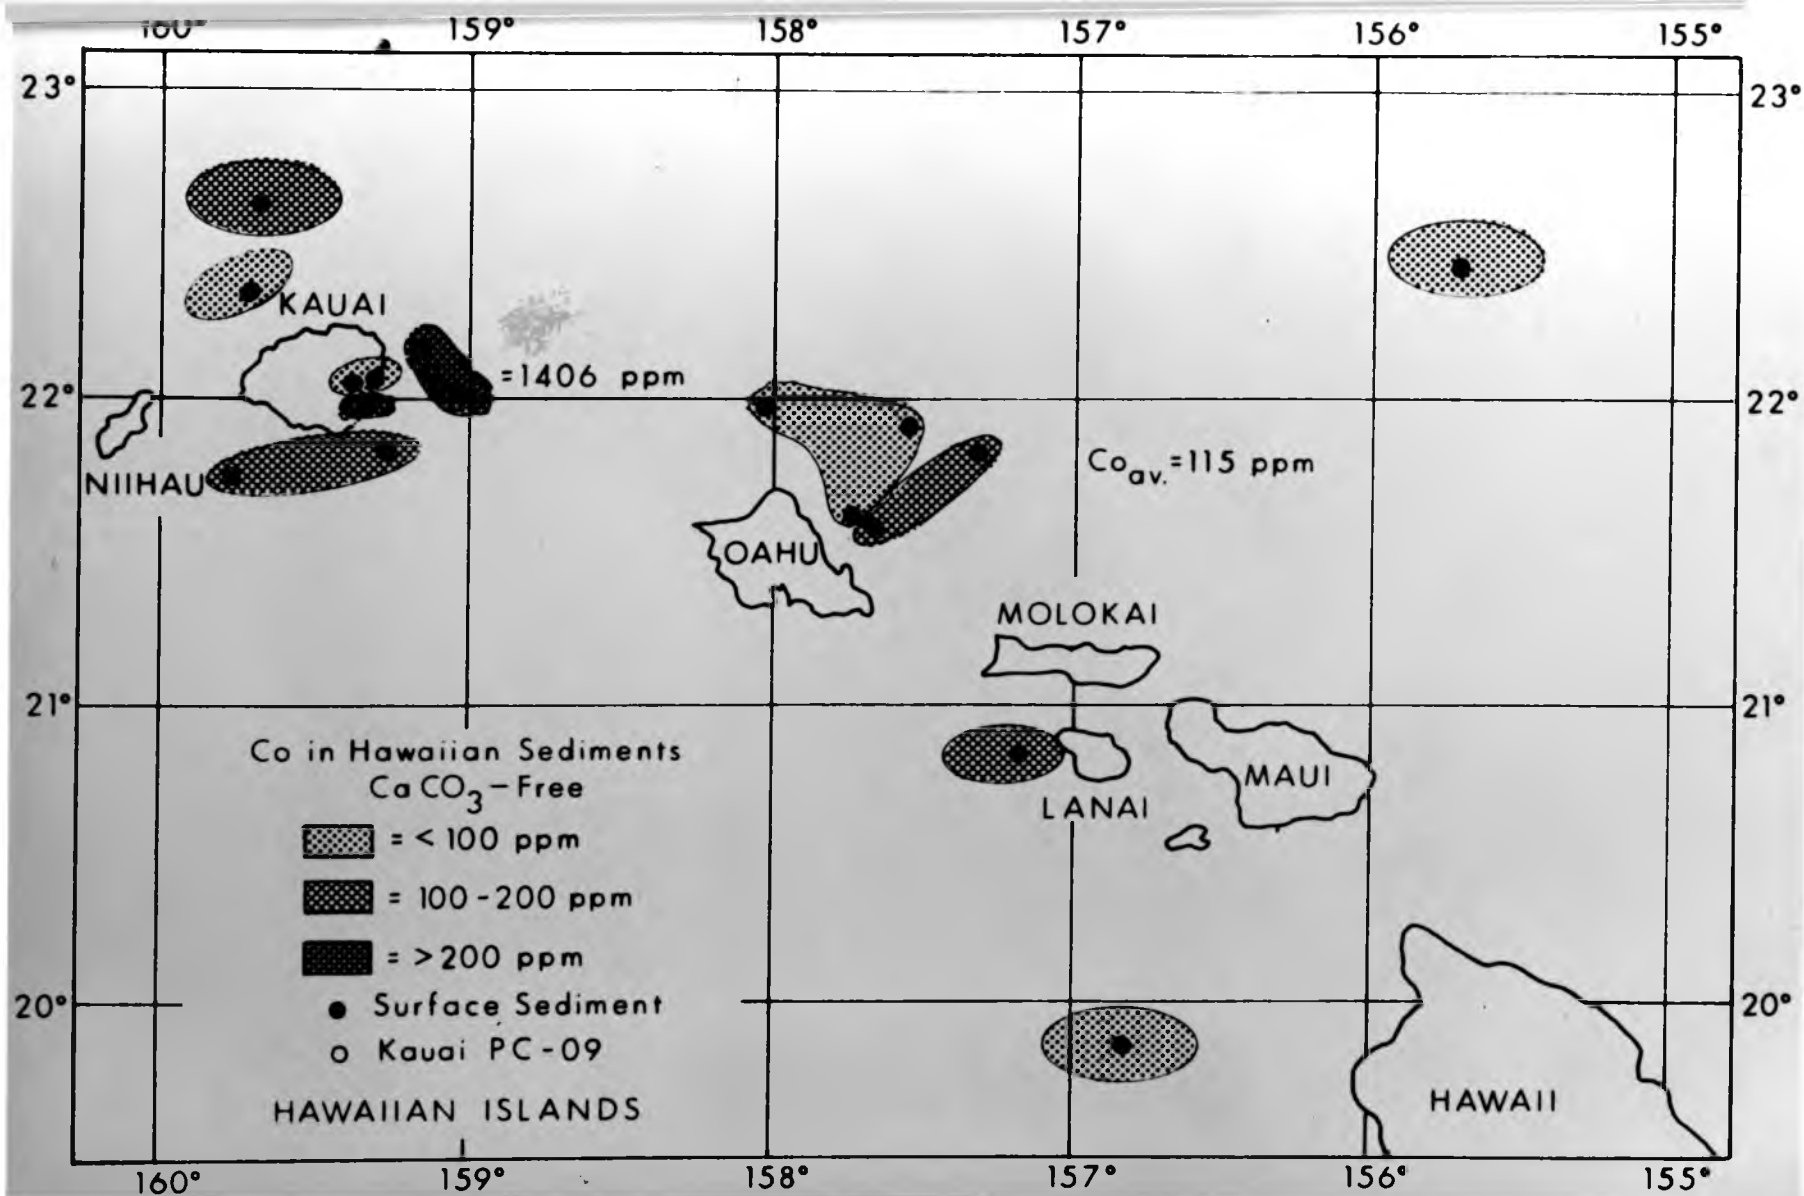 160° 159° 158° 157° 156° 155°
23° 23°
KAUAI
=1406 ppm
22° 22°
Co av. =115 ppm
NIIHAU
OAHU
MOLOKAI
21° 21°
Co in Hawaiian Sediments
CaCO3-Free
MAUI
LANAI
= <100 ppm
= 100-200 ppm
= >200 ppm
20° 20°
Surface Sediment
Kauai PC-09
HAWAII
HAWAIIAN ISLANDS
160° 159° 158° 157° 156° 155°